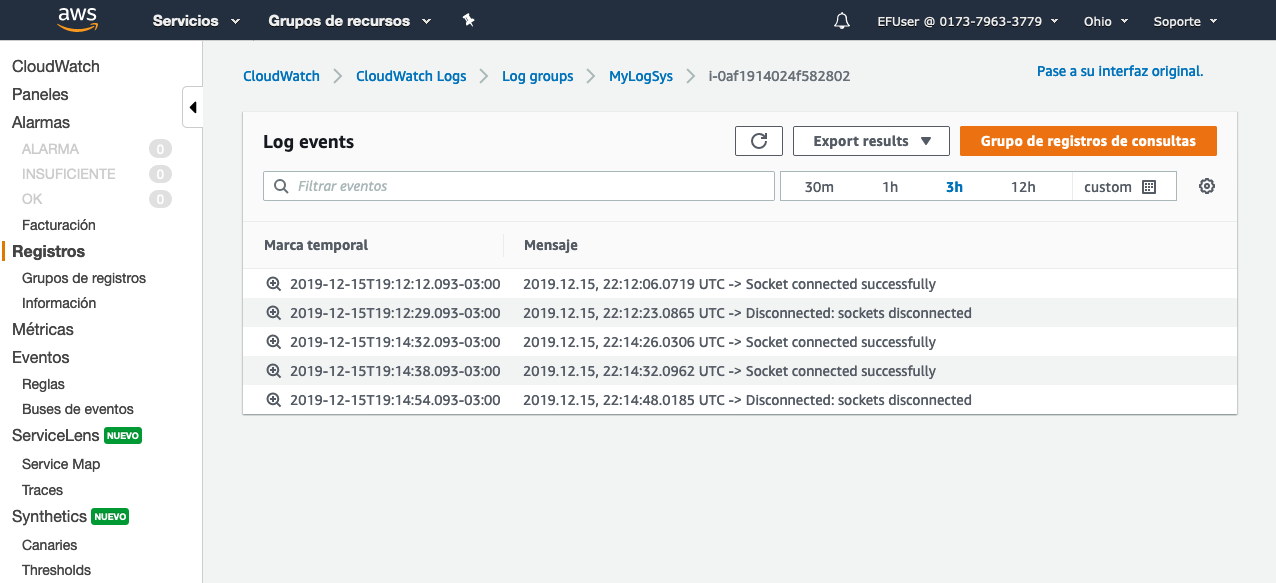 aws Servicios Grupos de recursos EFUser @ 0173-7963-3779 Ohio Soporte
CloudWatch
Paneles
Alarmas
ALARMA 0
INSUFICIENTE 0
OK 0
Facturación
Registros
Grupos de registros
Información
Métricas
Eventos
Reglas
Buses de eventos
ServiceLens NUEVO
Service Map
Traces
Synthetics NUEVO
Canaries
Thresholds
CloudWatch CloudWatch Logs Log groups MyLogSys i-0af1914024f582802
Pase a su interfaz original.
Log events Export results Grupo de registros de consultas
Filtrar eventos 30m 1h 3h 12h custom
Marca temporal Mensaje
2019-12-15T19:12:12.093-03:00 2019.12.15, 22:12:06.0719 UTC -> Socket connected successfully
2019-12-15T19:12:29.093-03:00 2019.12.15, 22:12:23.0865 UTC -> Disconnected: sockets disconnected
2019-12-15T19:14:32.093-03:00 2019.12.15, 22:14:26.0306 UTC -> Socket connected successfully
2019-12-15T19:14:38.093-03:00 2019.12.15, 22:14:32.0962 UTC -> Socket connected successfully
2019-12-15T19:14:54.093-03:00 2019.12.15, 22:14:48.0185 UTC -> Disconnected: sockets disconnected